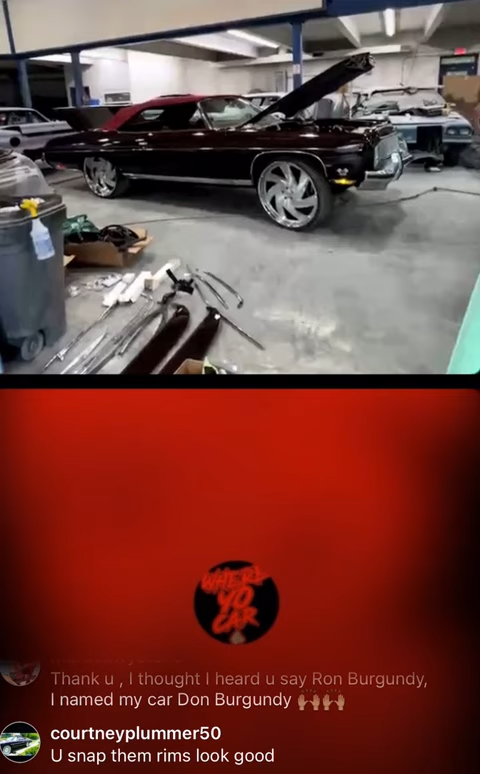 WHERE
YO
CAR
Thank u , I thought I heard u say Ron Burgundy,
I named my car Don Burgundy 🙌🏽🙌🏽
courtneyplummer50
U snap them rims look good